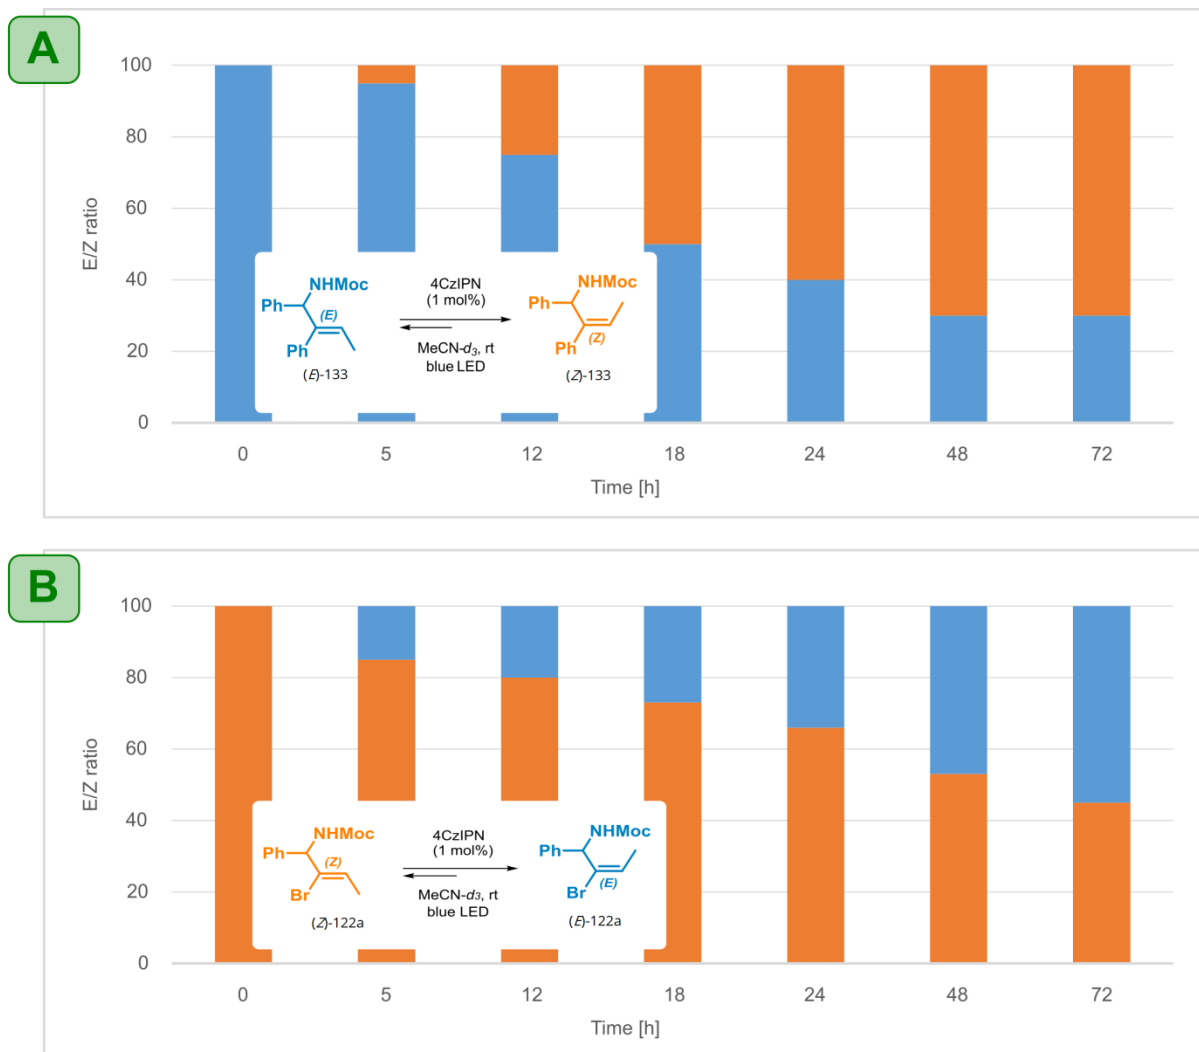 A
100
80
60
40
20
0
E/Z ratio
NHMoc
Ph
(E)
Ph
(E)-133
4CzIPN
(1 mol%)
MeCN-d3, rt
blue LED
NHMoc
Ph
Ph
(Z)
(Z)-133
0 5 12 18 24 48 72
Time [h]
B
100
80
60
40
20
0
E/Z ratio
NHMoc
Ph
(Z)
Br
(Z)-122a
4CzIPN
(1 mol%)
MeCN-d3, rt
blue LED
NHMoc
Ph
Br
(E)
(E)-122a
0 5 12 18 24 48 72
Time [h]